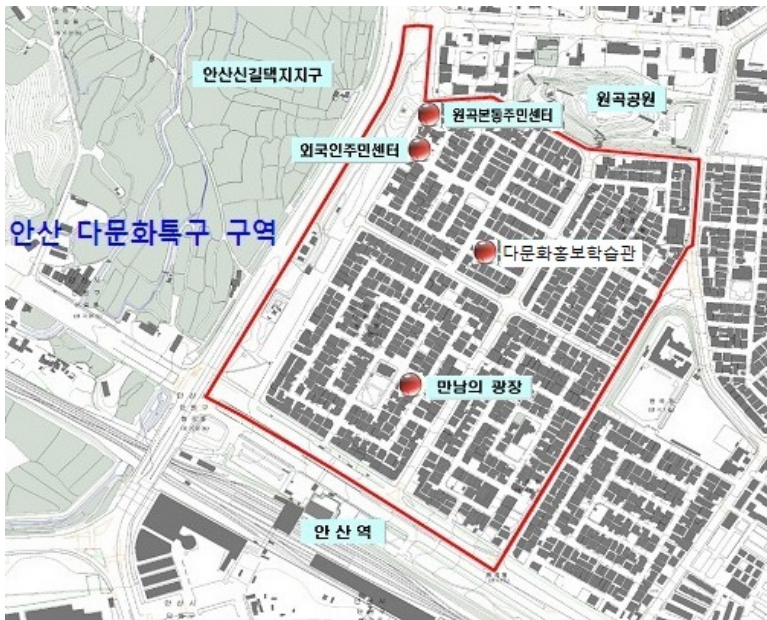 안산신길택지지구
원곡공원
원곡본동주민센터
외국인주민센터
안산 다문화특구 구역
다문화홍보학습관
만남의 광장
안산역